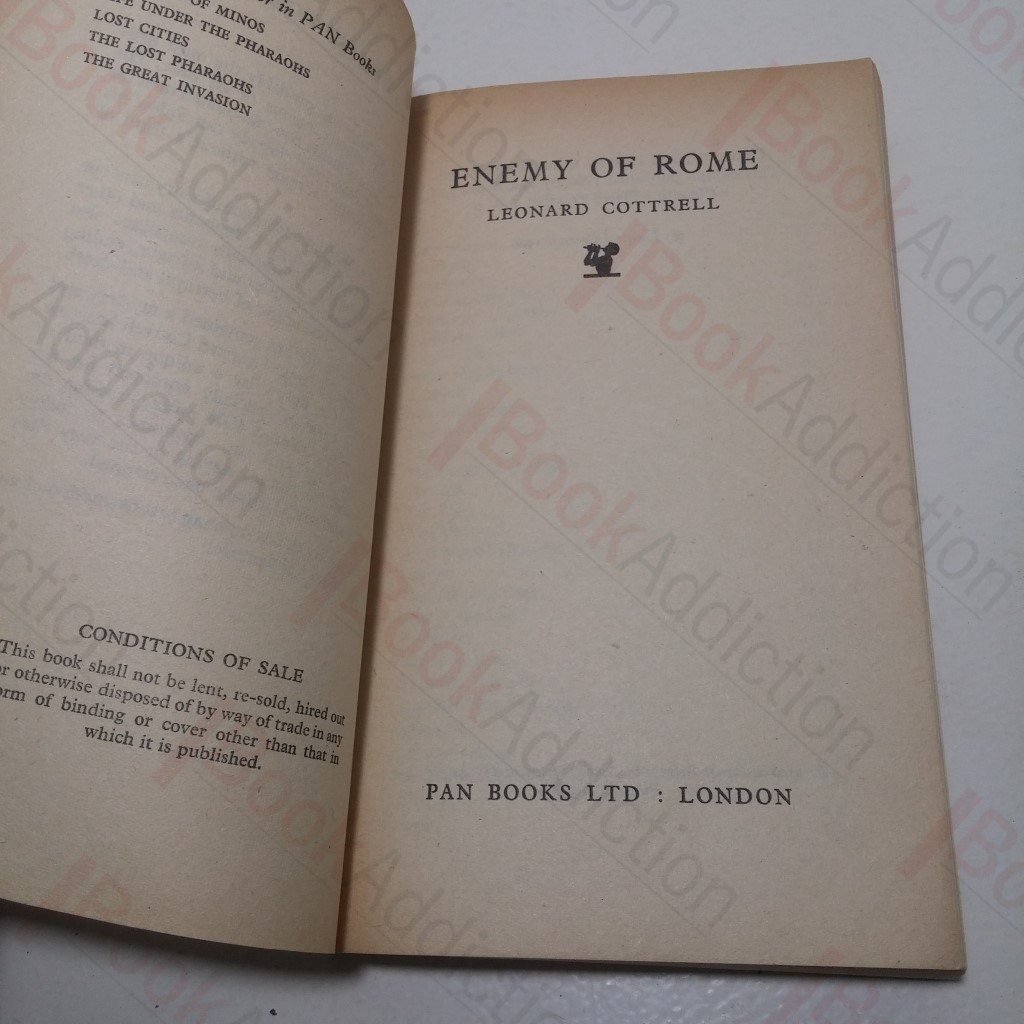 in PAN Books
OF MINOS
UNDER THE PHARAOHS
LOST CITIES
THE LOST PHARAOHS
THE GREAT INVASION
CONDITIONS OF SALE
This book shall not be lent, re-sold, hired out
otherwise disposed of by way of trade in any
of binding or cover other than that in
which it is published.
ENEMY OF ROME
LEONARD COTTRELL
PAN BOOKS LTD : LONDON
BookAddiction